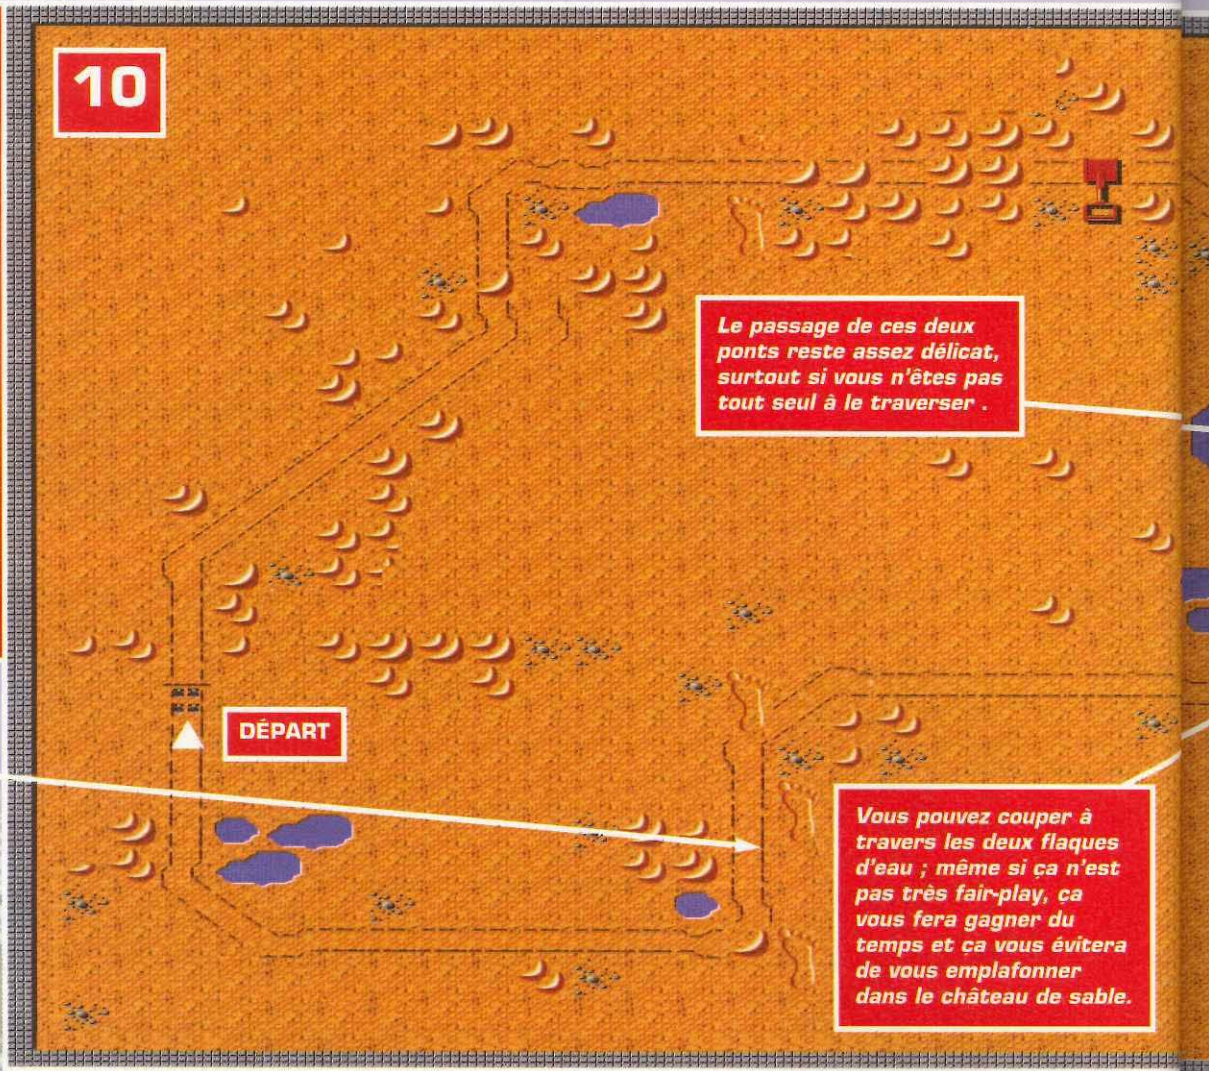 10
Le passage de ces deux
ponts reste assez délicat,
surtout si vous n'êtes pas
tout seul à le traverser .
DÉPART
Vous pouvez couper à
travers les deux flaques
d'eau ; même si ça n'est
pas très fair-play, ça
vous fera gagner du
temps et ça vous évitera
de vous emplafonner
dans le château de sable.